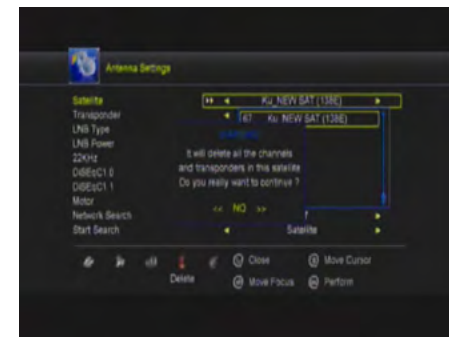 Antenna Settings
Satellite
Ku_NEW SAT (138E)
Transponder
67 Ku_NEW SAT (138E)
LNB Type
LNB Power
22KHz
It will delete all the channels
DiSEqC1.0
and transponders in this satellite
DiSEqC1.1
Do you really want to continue ?
Motor
<< NO >>
Network Search
Start Search
Satellite
Close
Move Cursor
Delete
Move Focus
Perform